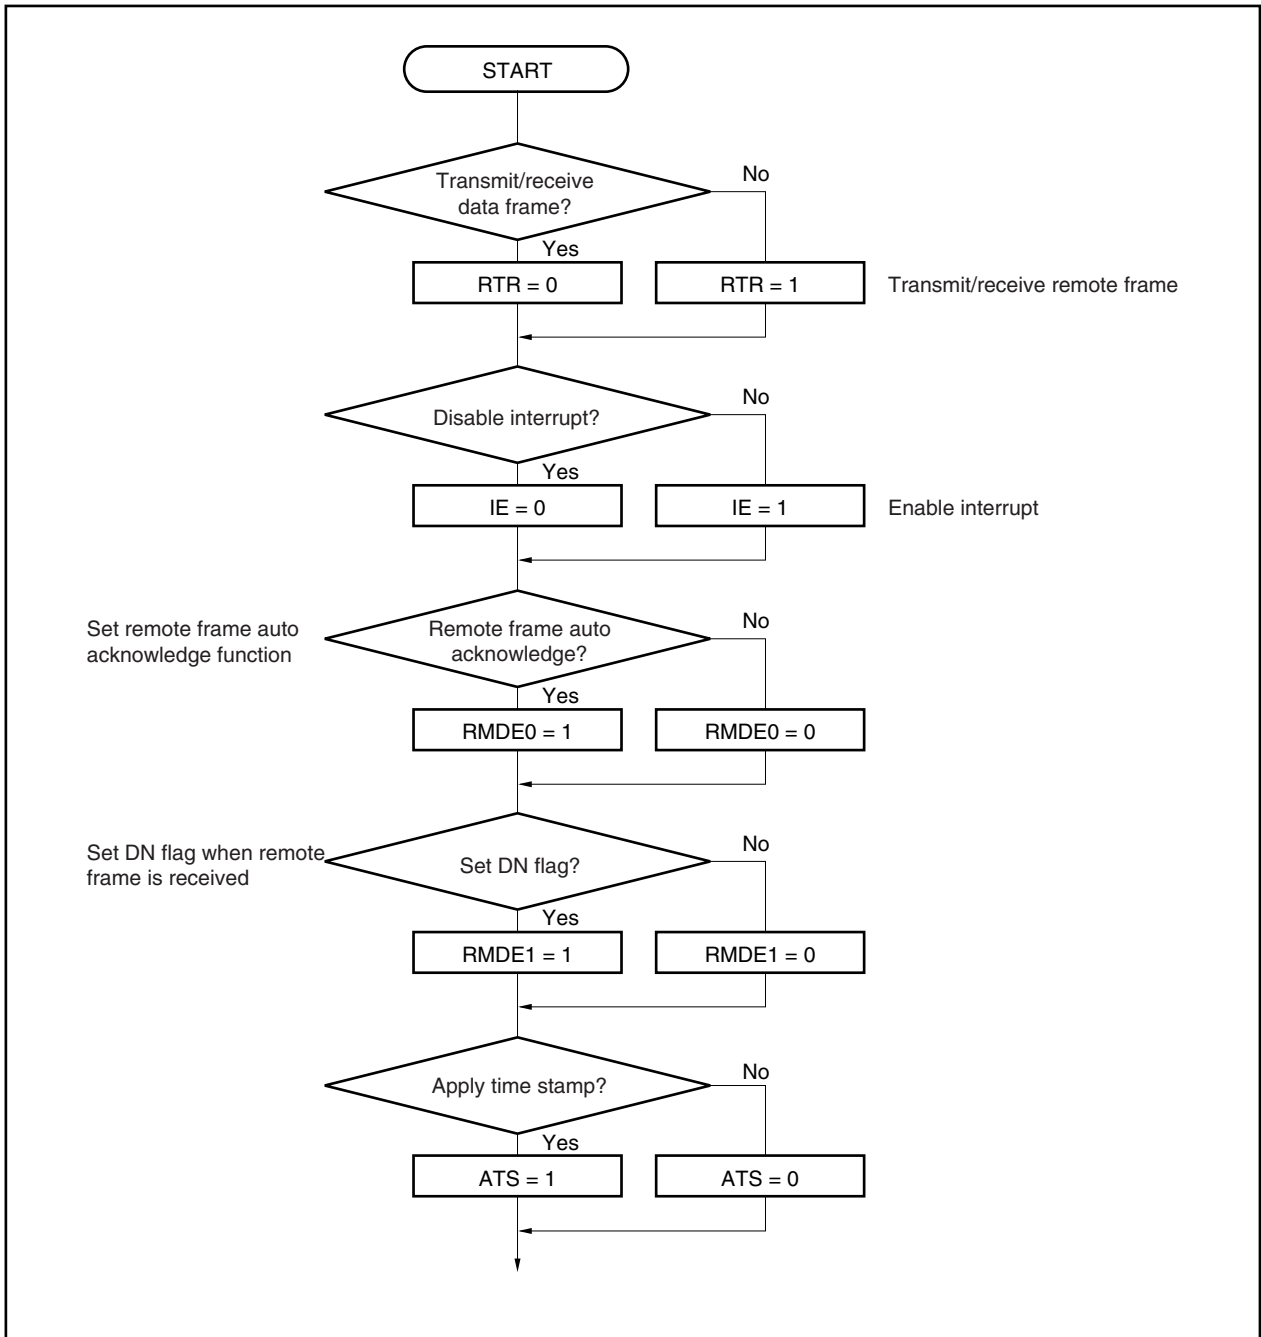 START
Transmit/receive
data frame?
No
Yes
RTR = 0
RTR = 1
Transmit/receive remote frame
Disable interrupt?
No
Yes
IE = 0
IE = 1
Enable interrupt
Set remote frame auto
acknowledge function
Remote frame auto
acknowledge?
No
Yes
RMDE0 = 1
RMDE0 = 0
Set DN flag when remote
frame is received
Set DN flag?
No
Yes
RMDE1 = 1
RMDE1 = 0
Apply time stamp?
No
Yes
ATS = 1
ATS = 0